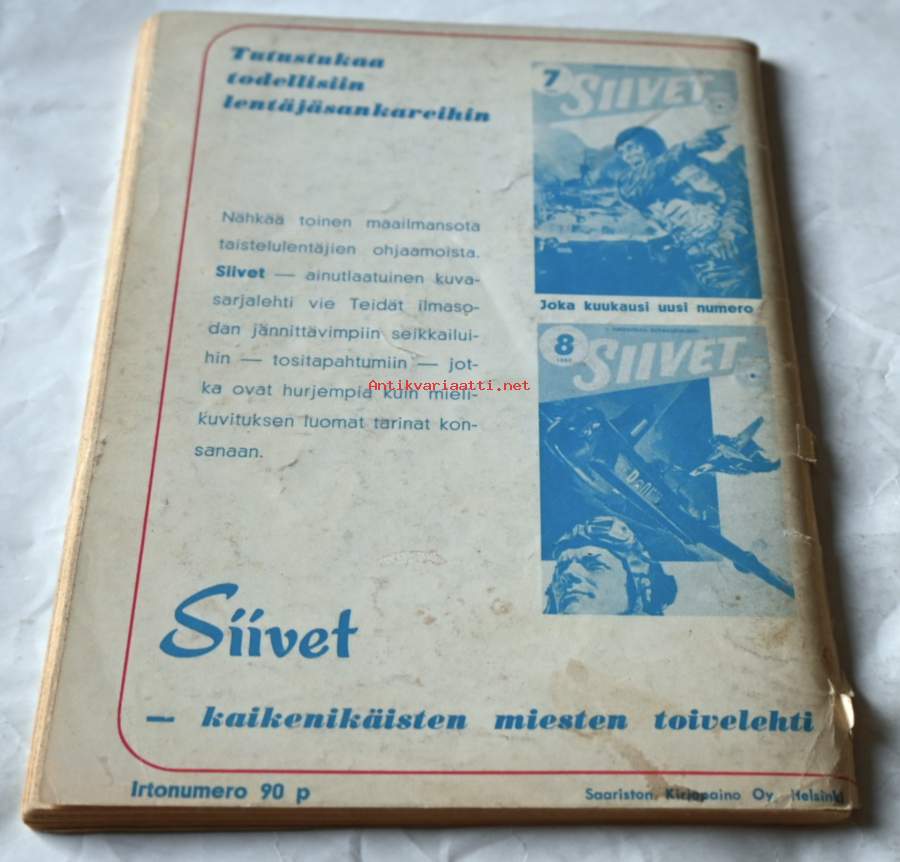 Tutustukaa
todellisiin
lentäjäsankareihin
Nähkää toinen maailmansota
taistelulentäjien ohjaamoista.
Siivet — ainutlaatuinen kuva-
sarjalehti vie Teidät ilmaso-
dan jännittävimpiin seikkailui-
hin — tositapahtumiin — jot-
ka ovat hurjempia kuin mieli-
kuvituksen luomat tarinat kon-
sanaan.
7
SIIVET
Joka kuukausi uusi numero
8
SIIVET
Antikvariaatti.net
Siivet
— kaikenikäisten miesten toivelehti
Irtonumero 90 p
Saariston Kirjapaino Oy, Helsinki